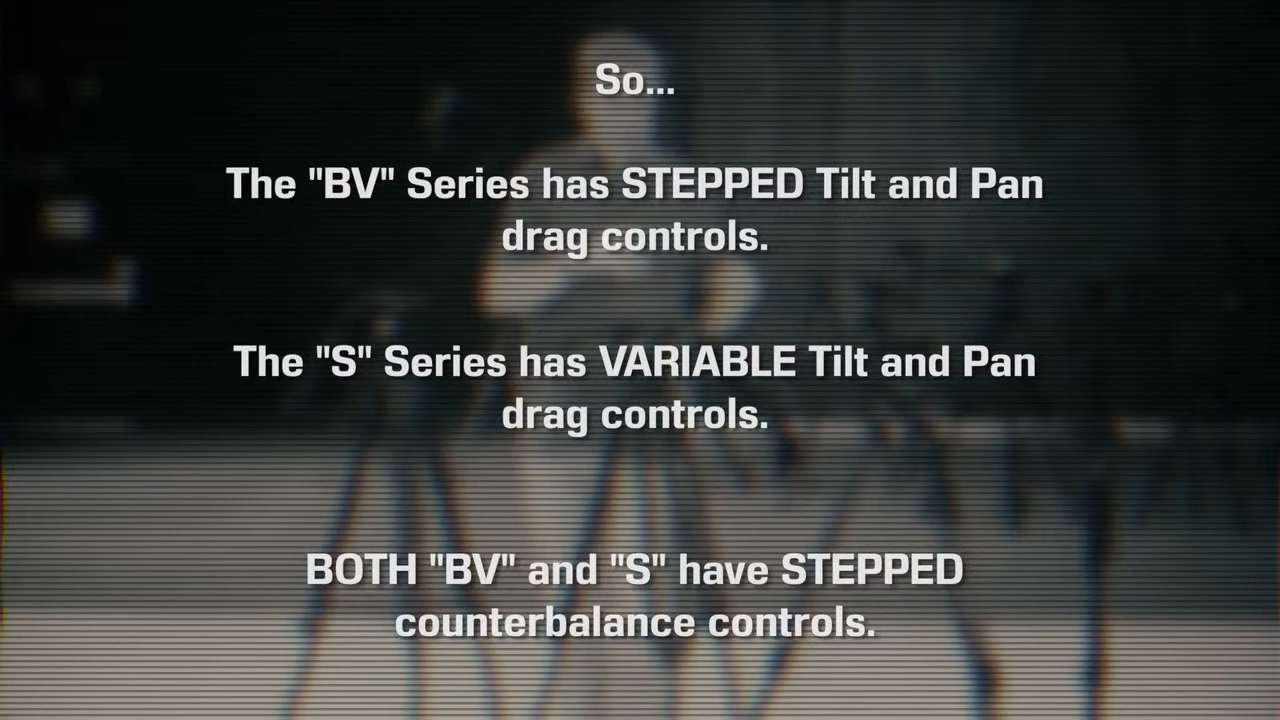 So...
The "BV" Series has STEPPED Tilt and Pan
drag controls.
The "S" Series has VARIABLE Tilt and Pan
drag controls.
BOTH "BV" and "S" have STEPPED
counterbalance controls.